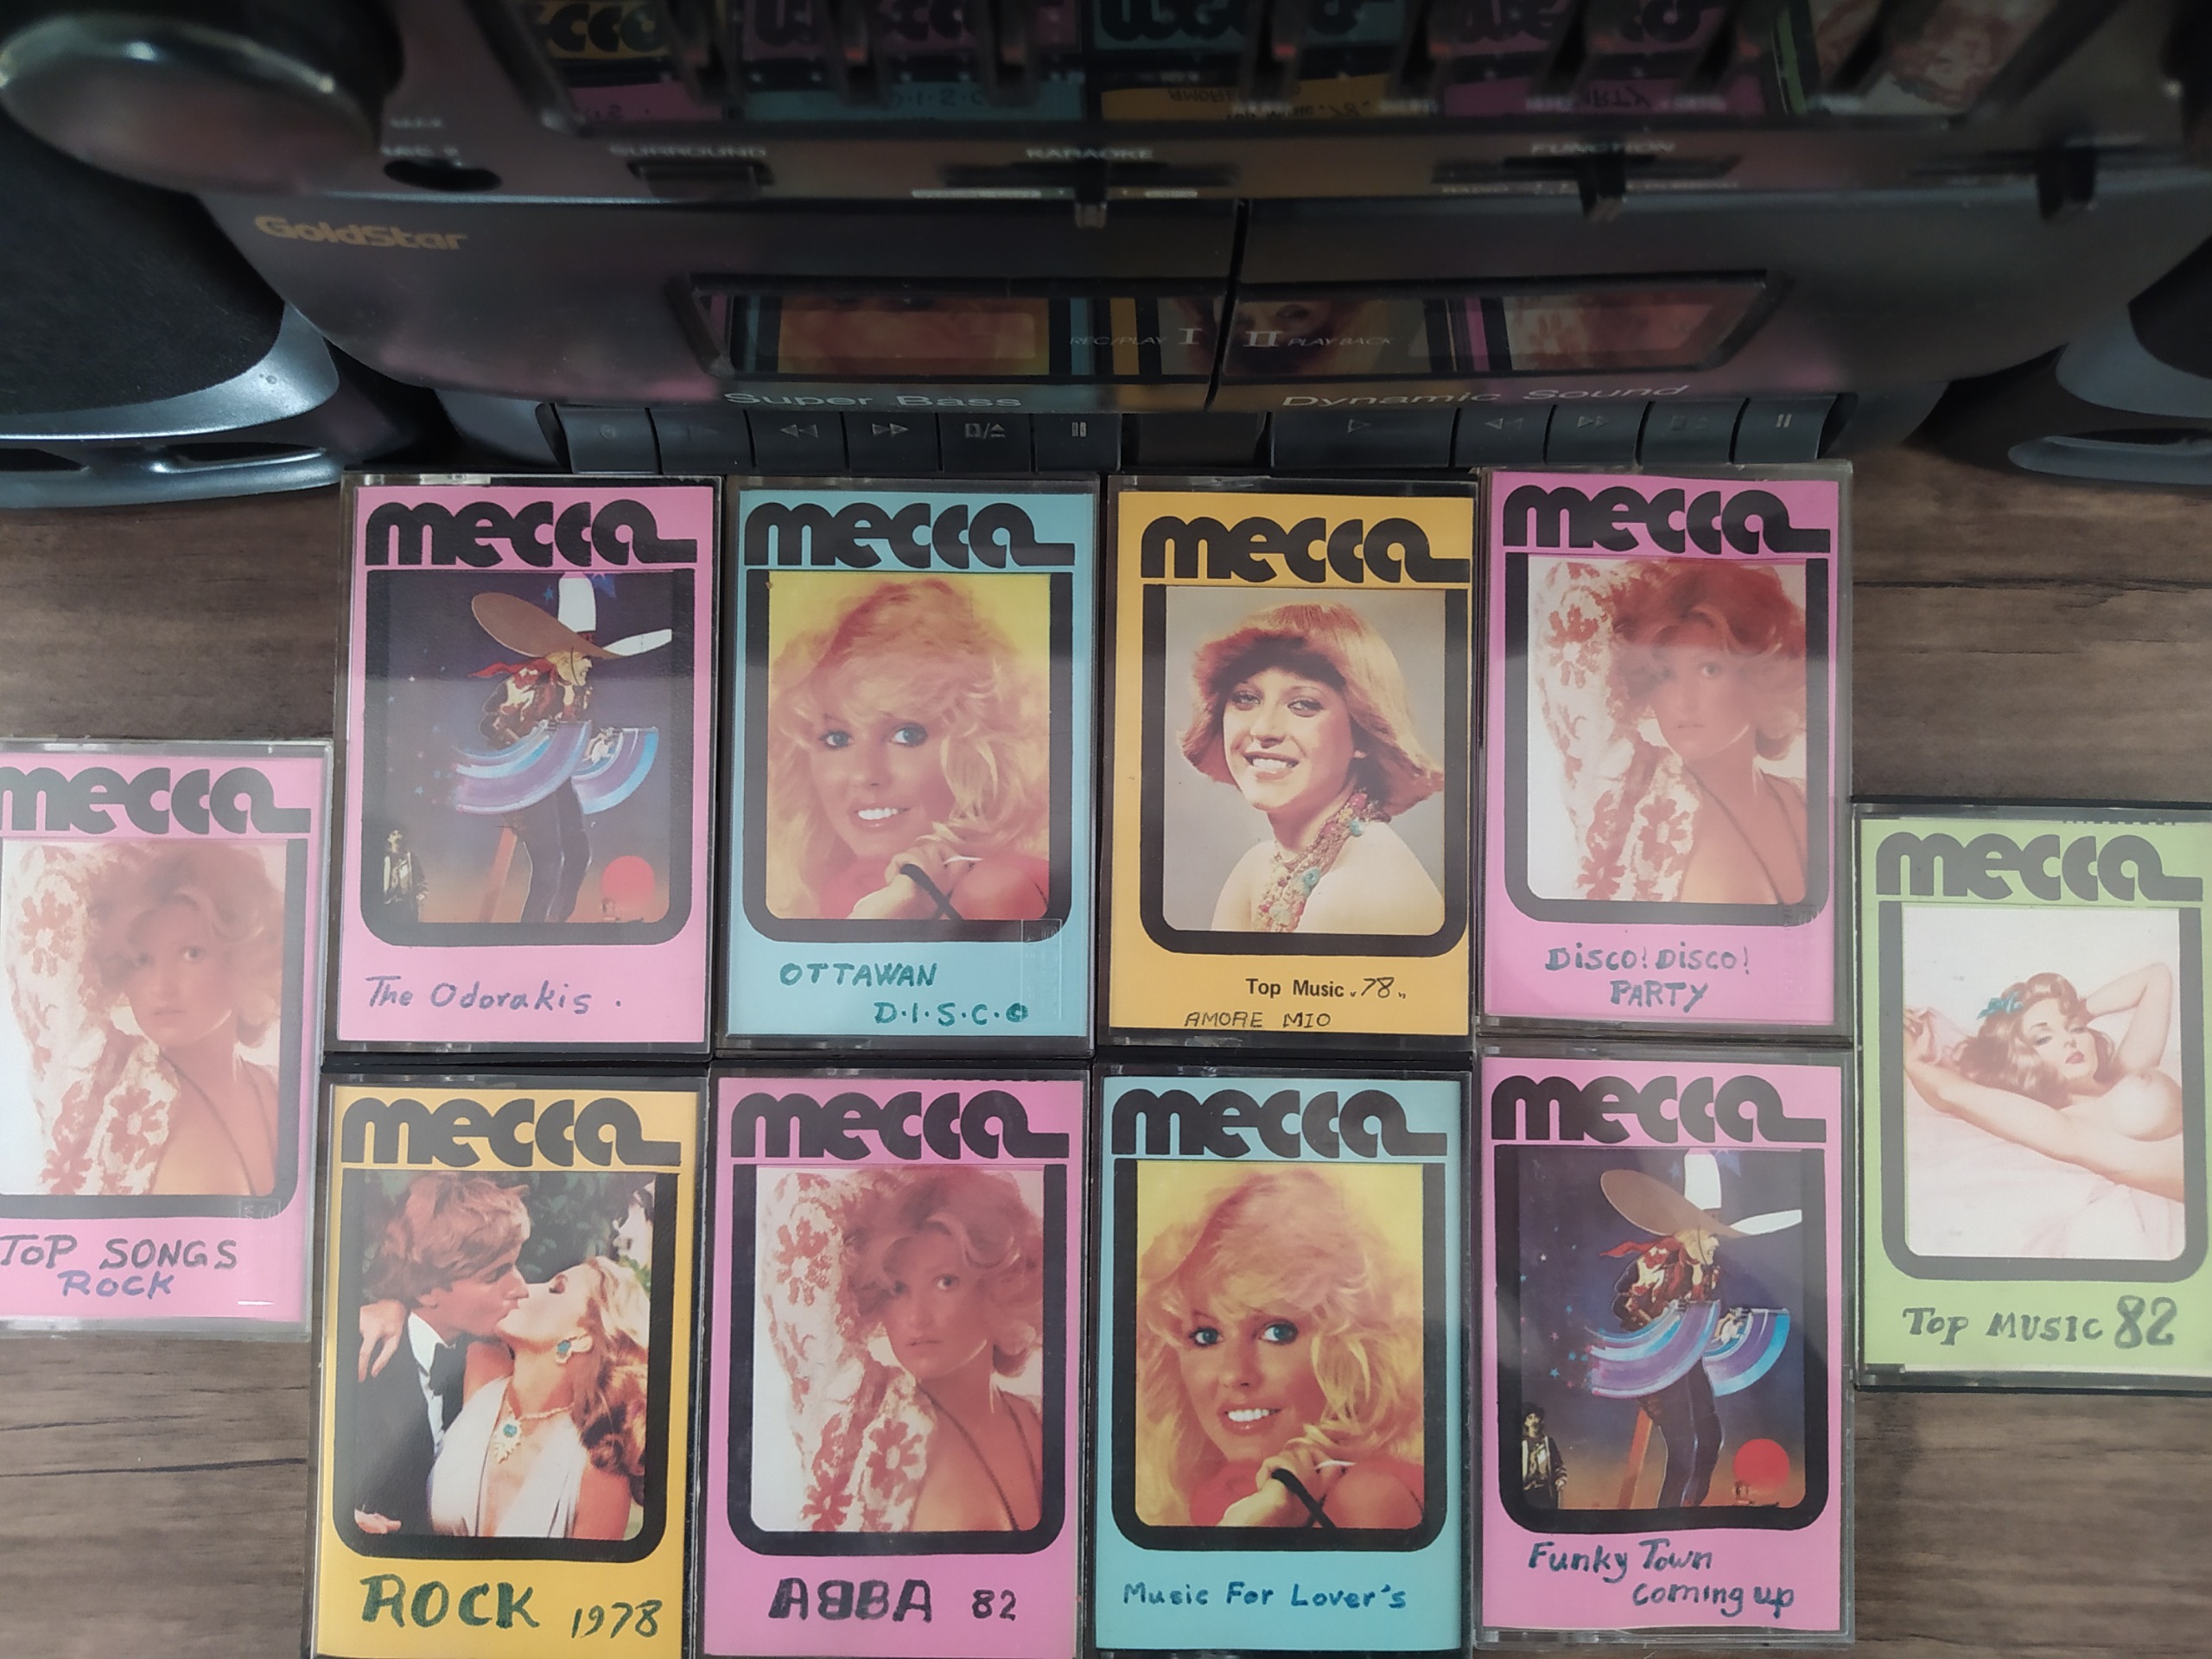 SURROUND
KARAOKE
FUNCTION
GoldStar
REC/PLAY I
II PLAYBACK
Super Bass
Dynamic Sound
mecca
The Odorakis.
mecca
OTTAWAN
D.I.S.C.O
mecca
Top Music "78"
AMORE MIO
mecca
Disco! Disco!
PARTY
mecca
TOP SONGS
ROCK
mecca
TOP MUSIC 82
mecca
ROCK 1978
mecca
ABBA 82
mecca
Music For Lover's
mecca
Funky Town
coming up